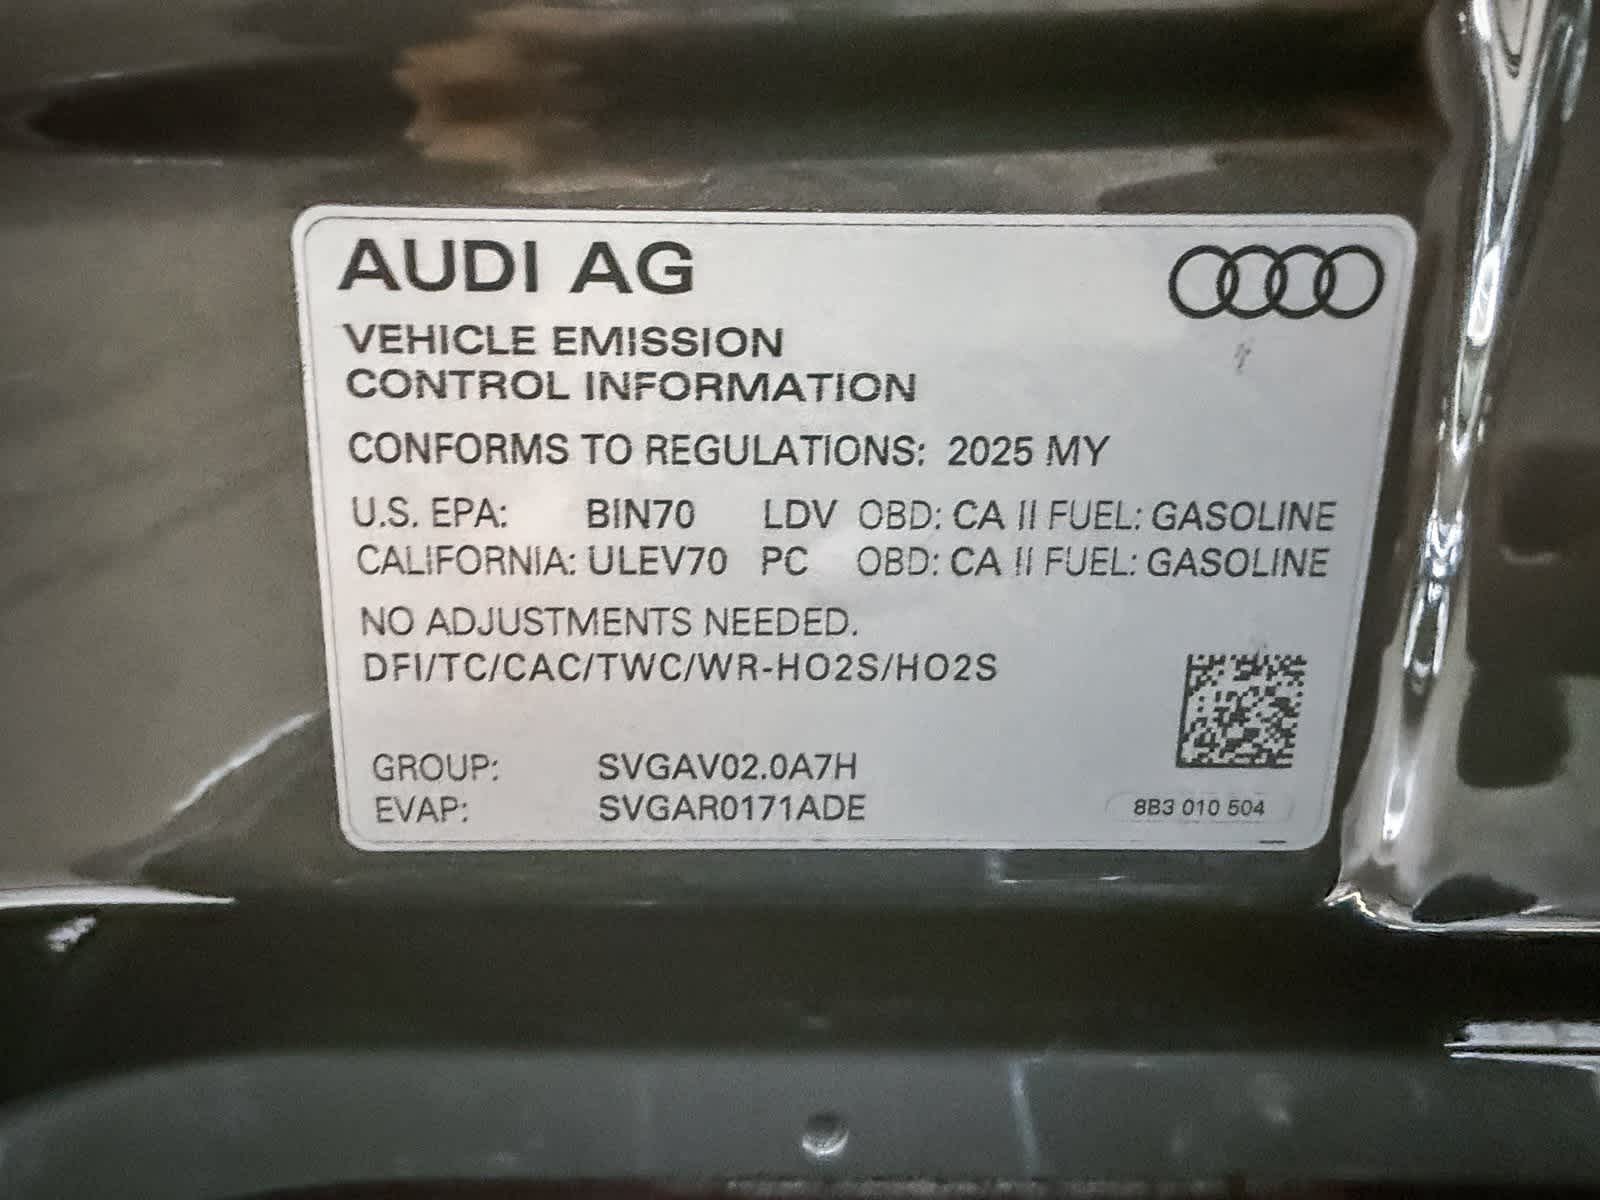 AUDI AG
VEHICLE EMISSION
CONTROL INFORMATION
CONFORMS TO REGULATIONS: 2025 MY
U.S. EPA: BIN70 LDV OBD: CA II FUEL: GASOLINE
CALIFORNIA: ULEV70 PC OBD: CA II FUEL: GASOLINE
NO ADJUSTMENTS NEEDED.
DFI/TC/CAC/TWC/WR-HO2S/HO2S
GROUP: SVGAV02.0A7H
EVAP: SVGAR0171ADE
8B3 010 504